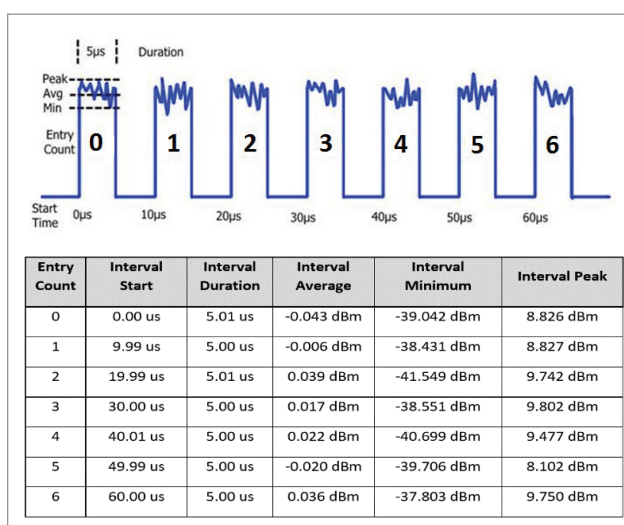 5µs Duration
Peak
Avg
Min
Entry
Count 0 1 2 3 4 5 6
Start
Time 0µs 10µs 20µs 30µs 40µs 50µs 60µs
Entry Count Interval Start Interval Duration Interval Average Interval Minimum Interval Peak
0 0.00 us 5.01 us -0.043 dBm -39.042 dBm 8.826 dBm
1 9.99 us 5.00 us -0.006 dBm -38.431 dBm 8.827 dBm
2 19.99 us 5.01 us 0.039 dBm -41.549 dBm 9.742 dBm
3 30.00 us 5.00 us 0.017 dBm -38.551 dBm 9.802 dBm
4 40.01 us 5.00 us 0.022 dBm -40.699 dBm 9.477 dBm
5 49.99 us 5.00 us -0.020 dBm -39.706 dBm 8.102 dBm
6 60.00 us 5.00 us 0.036 dBm -37.803 dBm 9.750 dBm